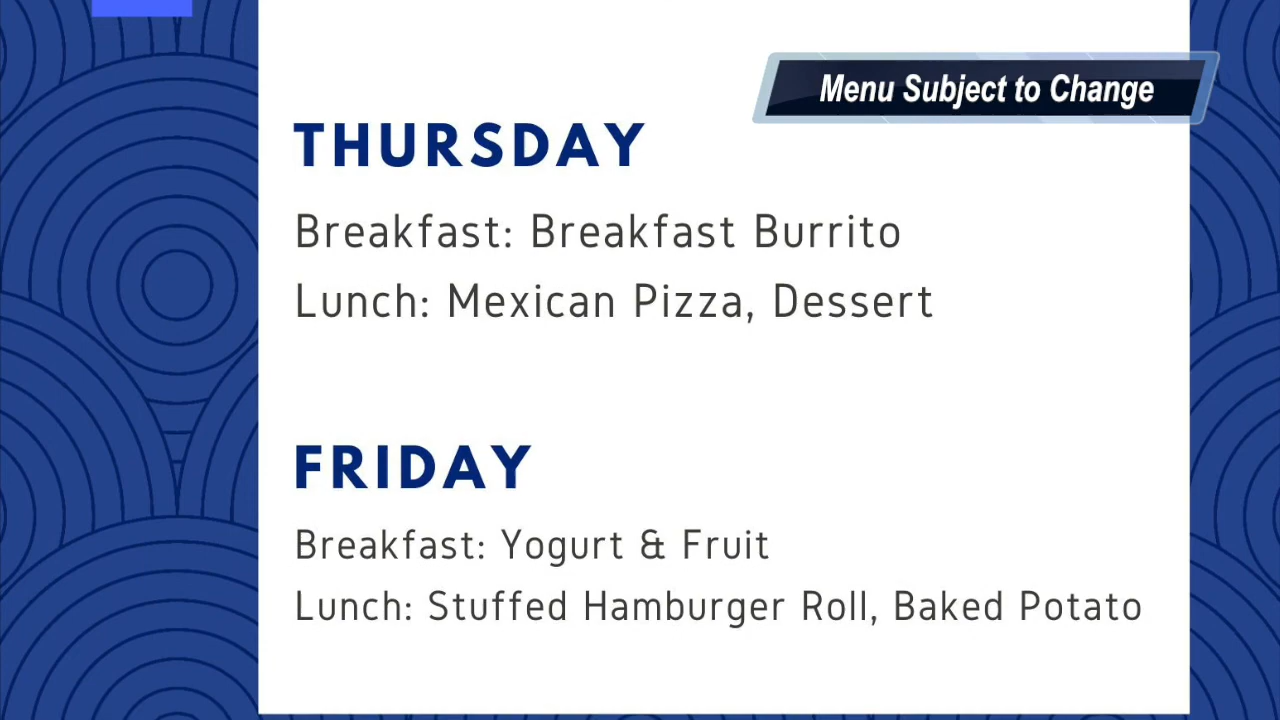 Menu Subject to Change
THURSDAY
Breakfast: Breakfast Burrito
Lunch: Mexican Pizza, Dessert
FRIDAY
Breakfast: Yogurt & Fruit
Lunch: Stuffed Hamburger Roll, Baked Potato